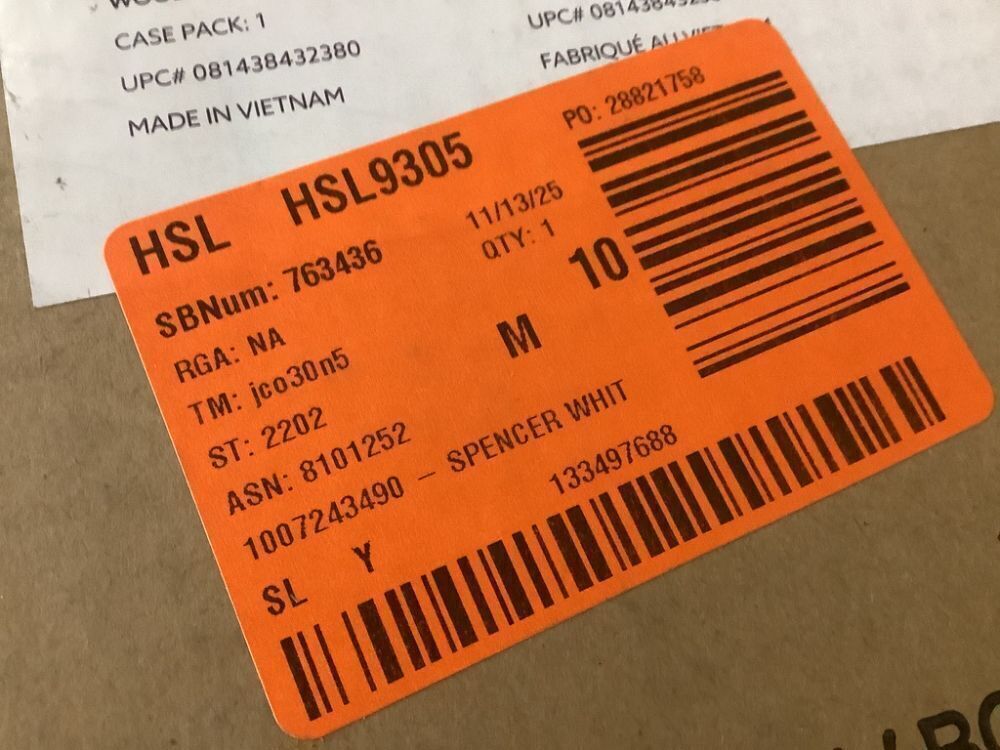 CASE PACK: 1
UPC# 081438432380
MADE IN VIETNAM
UPC#
FABRIQUÉ AU
HSL HSL9305
PO: 28821758
SBNum: 763436
11/13/25
QTY: 1
10
RGA: NA
M
TM: jco30n5
ST: 2202
ASN: 8101252
1007243490 - SPENCER WHIT
133497688
SL Y